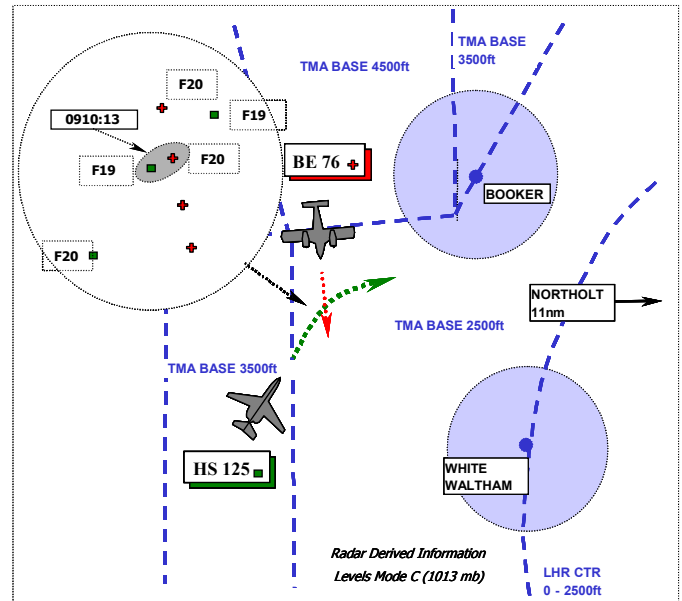 TMA BASE
3500ft
TMA BASE 4500ft
F20
0910:13
F19
F20
F19
BE 76
BOOKER
F20
NORTHOLT
11nm
TMA BASE 2500ft
TMA BASE 3500ft
HS 125
WHITE
WALTHAM
Radar Derived Information
Levels Mode C (1013 mb)
LHR CTR
0 - 2500ft